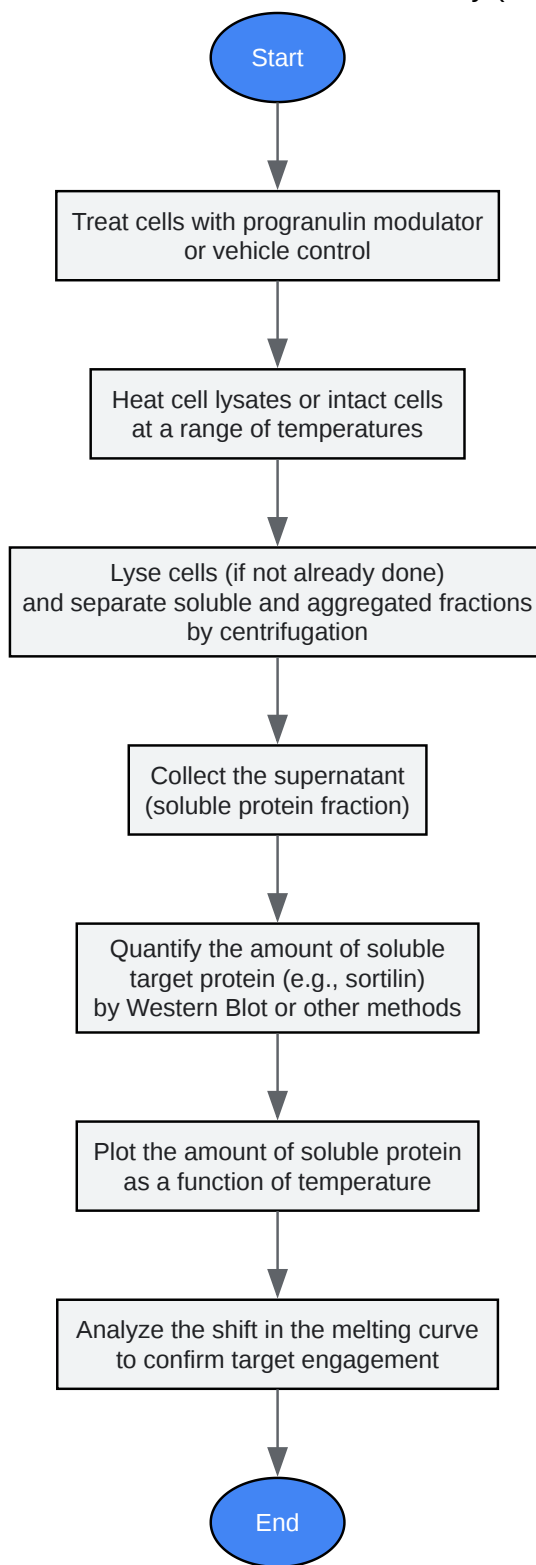 Start
Treat cells with progranulin modulator
or vehicle control
Heat cell lysates or intact cells
at a range of temperatures
Lyse cells (if not already done)
and separate soluble and aggregated fractions
by centrifugation
Collect the supernatant
(soluble protein fraction)
Quantify the amount of soluble
target protein (e.g., sortilin)
by Western Blot or other methods
Plot the amount of soluble protein
as a function of temperature
Analyze the shift in the melting curve
to confirm target engagement
End